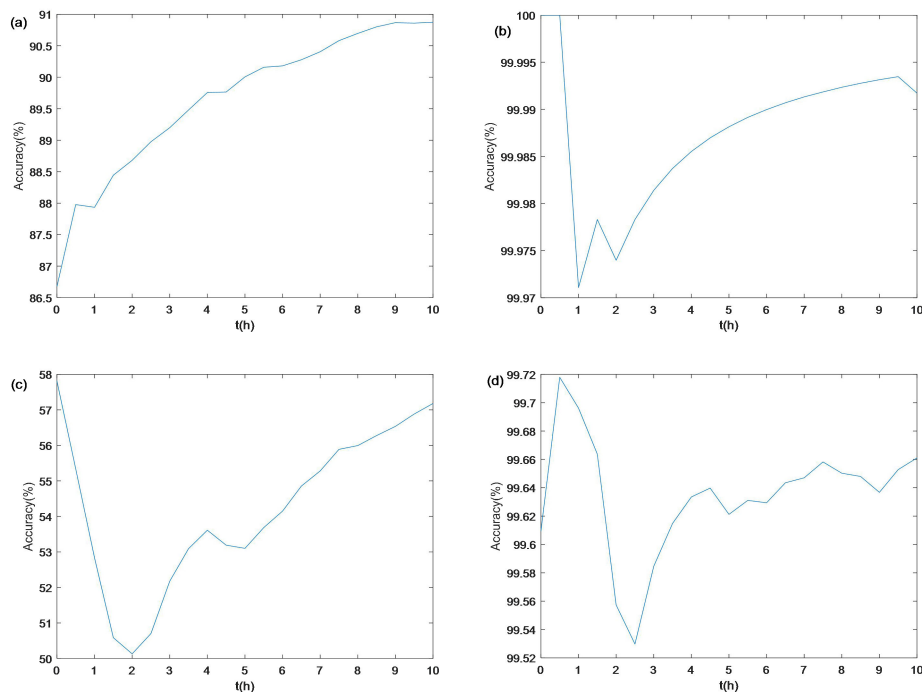 (a)
91
90.5
90
89.5
89
88.5
88
87.5
87
86.5
Accuracy(%)
0 1 2 3 4 5 6 7 8 9 10
t(h)
(b)
100
99.995
99.99
99.985
99.98
99.975
99.97
Accuracy(%)
0 1 2 3 4 5 6 7 8 9 10
t(h)
(c)
58
57
56
55
54
53
52
51
50
Accuracy(%)
0 1 2 3 4 5 6 7 8 9 10
t(h)
(d)
99.72
99.7
99.68
99.66
99.64
99.62
99.6
99.58
99.56
99.54
99.52
Accuracy(%)
0 1 2 3 4 5 6 7 8 9 10
t(h)